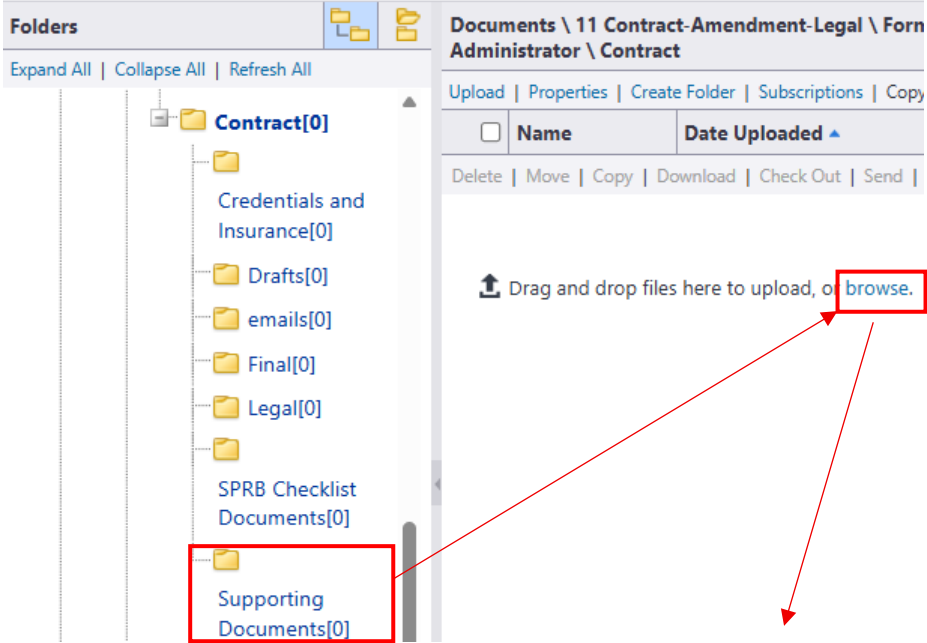 Folders
Expand All | Collapse All | Refresh All
Contract[0]
Credentials and
Insurance[0]
Drafts[0]
emails[0]
Final[0]
Legal[0]
SPRB Checklist
Documents[0]
Supporting
Documents[0]
Documents \ 11 Contract-Amendment-Legal \ Form
Administrator \ Contract
Upload | Properties | Create Folder | Subscriptions | Copy
Name Date Uploaded
Delete | Move | Copy | Download | Check Out | Send |
Drag and drop files here to upload, or browse.